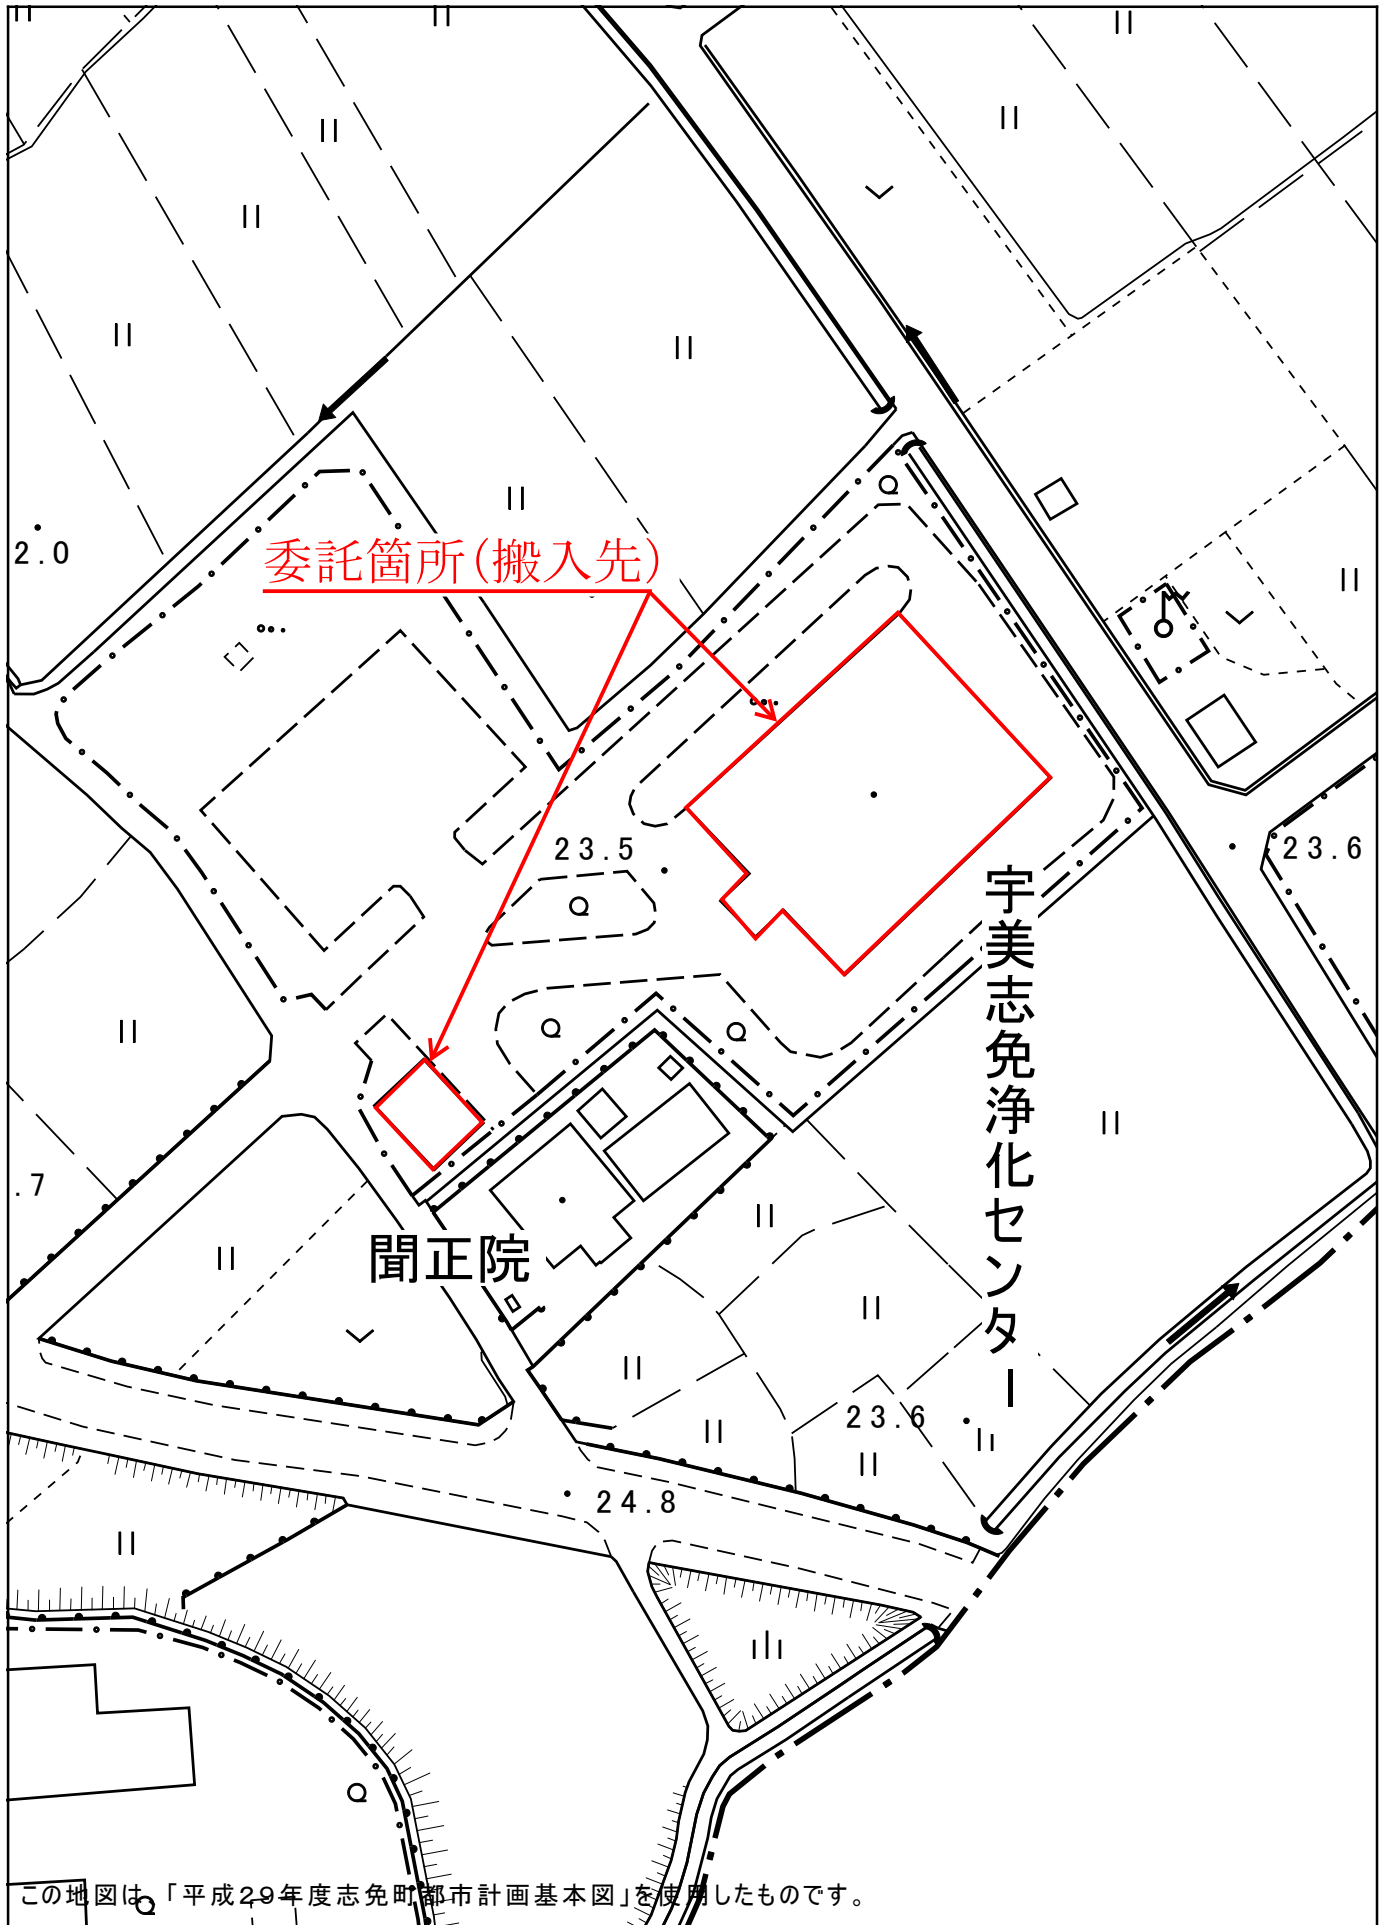 2.0
委託箇所(搬入先)
23.5
23.6
宇美志免浄化センター
.7
聞正院
23.6
24.8
この地図は、「平成29年度志免町都市計画基本図」を使用したものです。